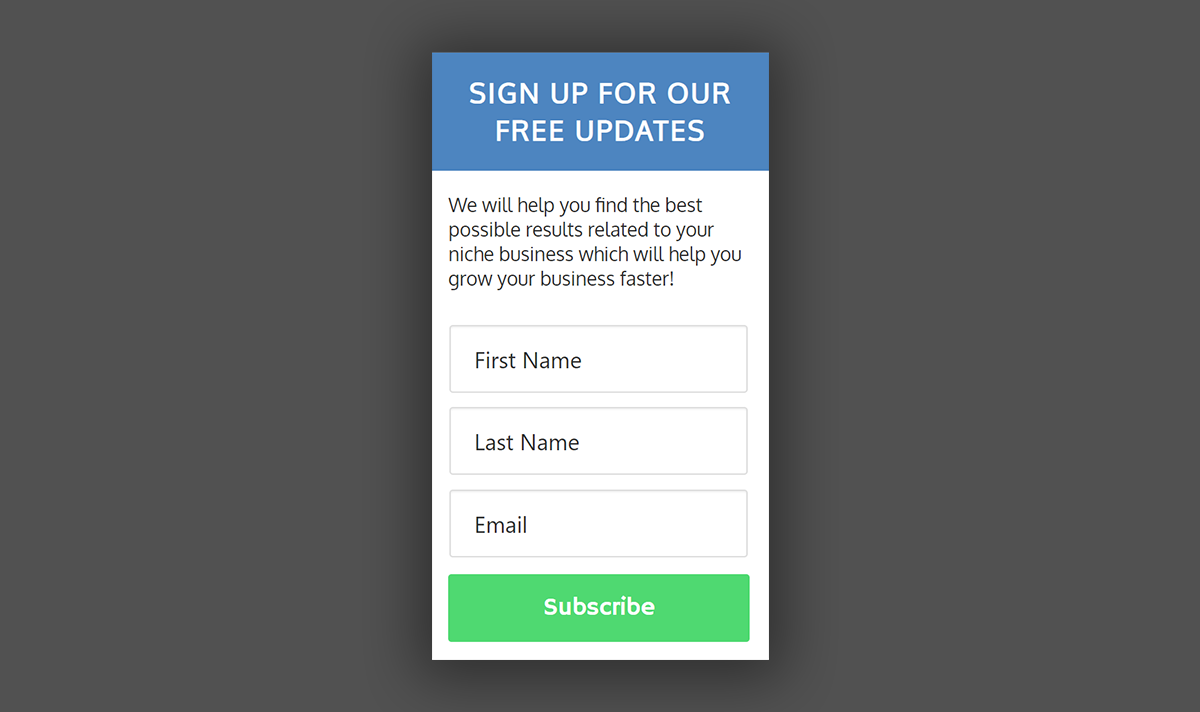 SIGN UP FOR OUR
FREE UPDATES
We will help you find the best
possible results related to your
niche business which will help you
grow your business faster!
First Name
Last Name
Email
Subscribe